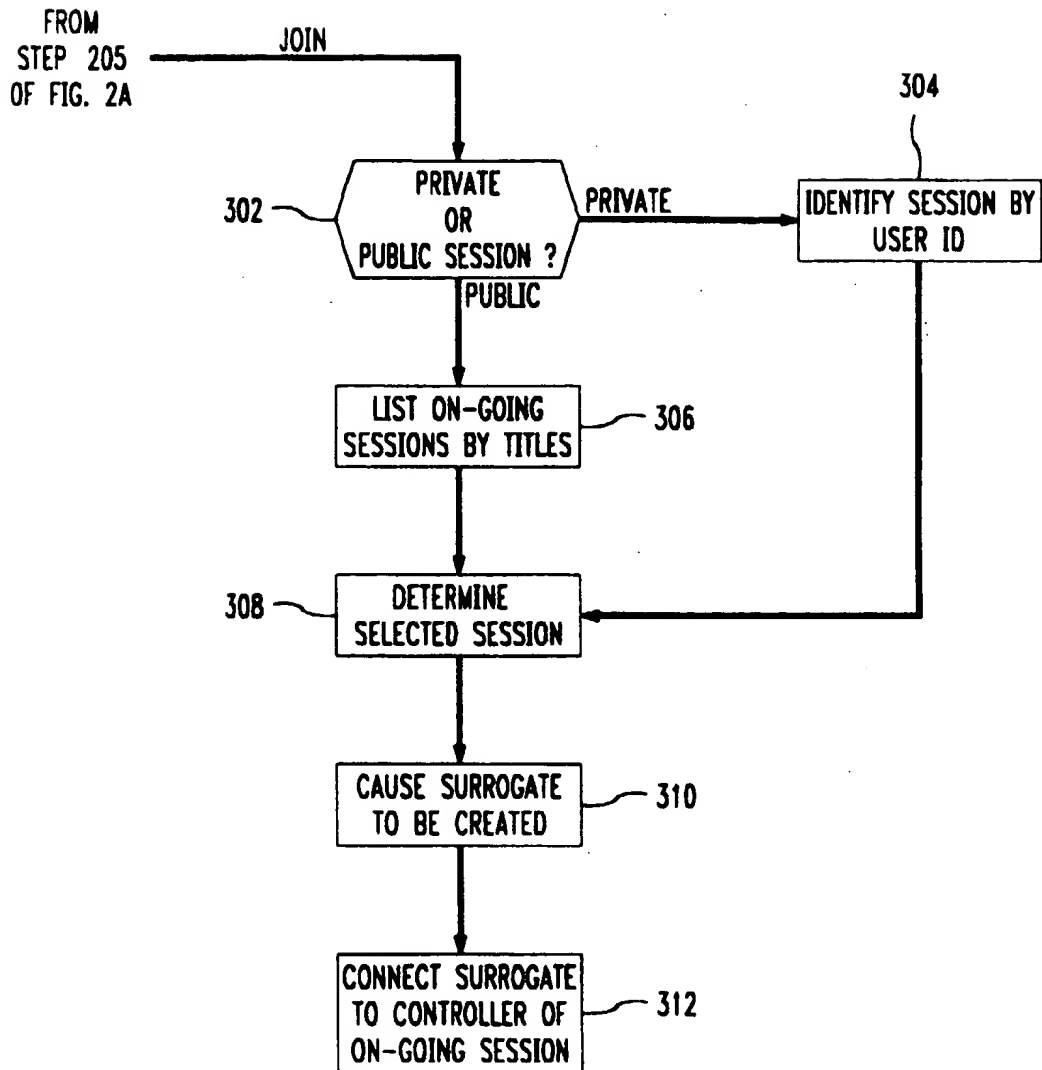 FROM
STEP 205
OF FIG. 2A
JOIN
304
302
PRIVATE
OR
PUBLIC SESSION ?
PRIVATE
IDENTIFY SESSION BY
USER ID
PUBLIC
LIST ON-GOING
SESSIONS BY TITLES
306
308
DETERMINE
SELECTED SESSION
CAUSE SURROGATE
TO BE CREATED
310
CONNECT SURROGATE
TO CONTROLLER OF
ON-GOING SESSION
312